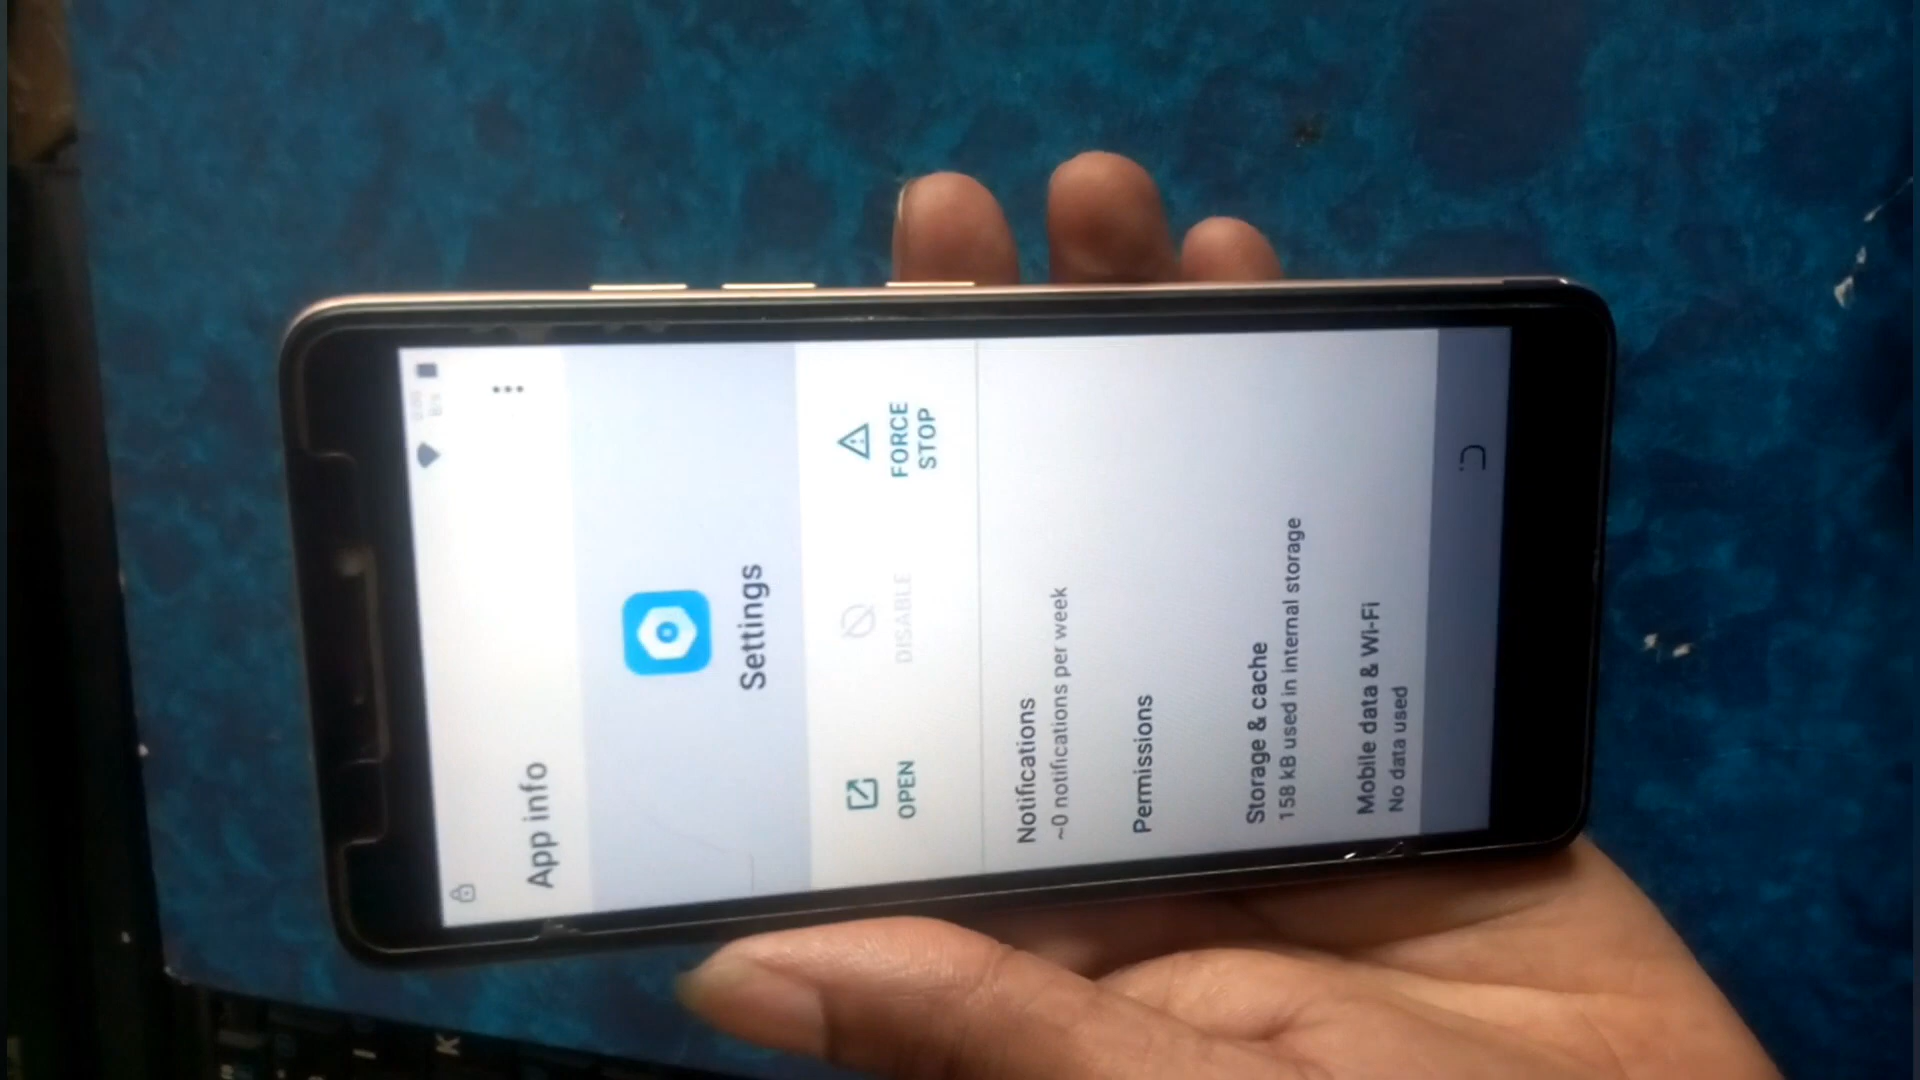 App info
Settings
OPEN
DISABLE
FORCE
STOP
Notifications
~0 notifications per week
Permissions
Storage & cache
158 kB used in internal storage
Mobile data & Wi-Fi
No data used
I
K